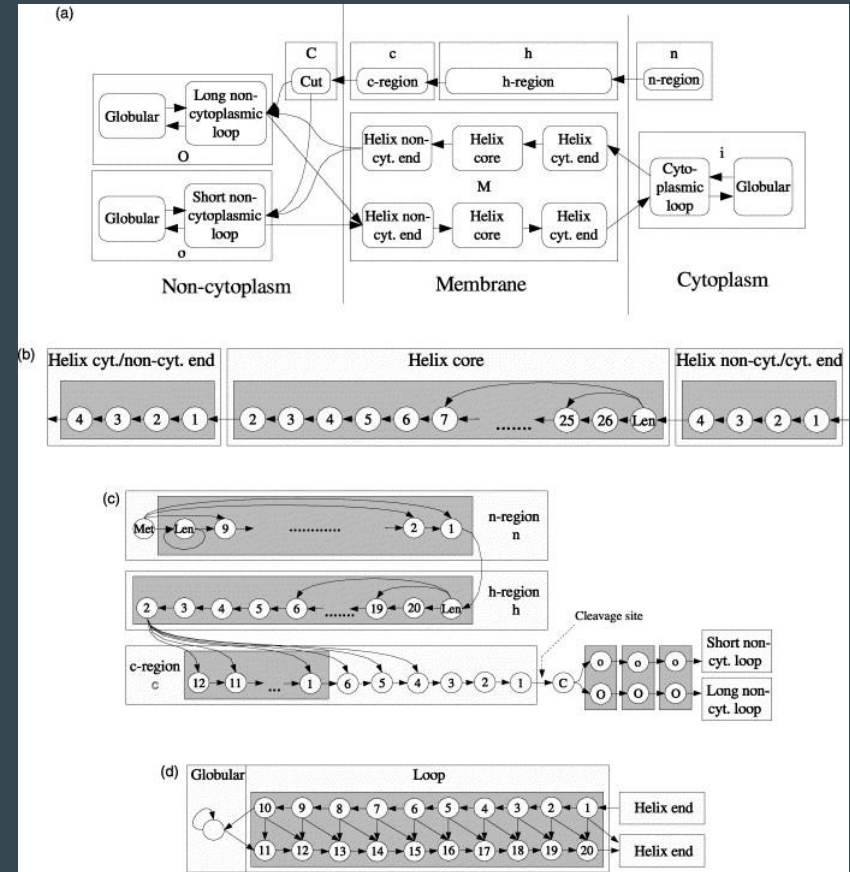 (a)
C
c
h
n
Cut
c-region
h-region
n-region
Globular
Long non-
cytoplasmic
loop
O
Helix non-
cyt. end
Helix
core
Helix
cyt. end
M
i
Cyto-
plasmic
loop
Globular
Globular
Short non-
cytoplasmic
loop
o
Helix non-
cyt. end
Helix
core
Helix
cyt. end
Non-cytoplasm
Membrane
Cytoplasm
(b)
Helix cyt./non-cyt. end
Helix core
Helix non-cyt./cyt. end
4 3 2 1
2 3 4 5 6 7 ....... 25 26 Len
4 3 2 1
(c)
Met Len 9 ............ 2 1
n-region
n
2 3 4 5 6 ....... 19 20 Len
h-region
h
Cleavage site
c-region
c
12 11 ... 1 6 5 4 3 2 1 C
o o o
O O O
Short non-
cyt. loop
Long non-
cyt. loop
(d)
Globular
Loop
10 9 8 7 6 5 4 3 2 1
Helix end
11 12 13 14 15 16 17 18 19 20
Helix end